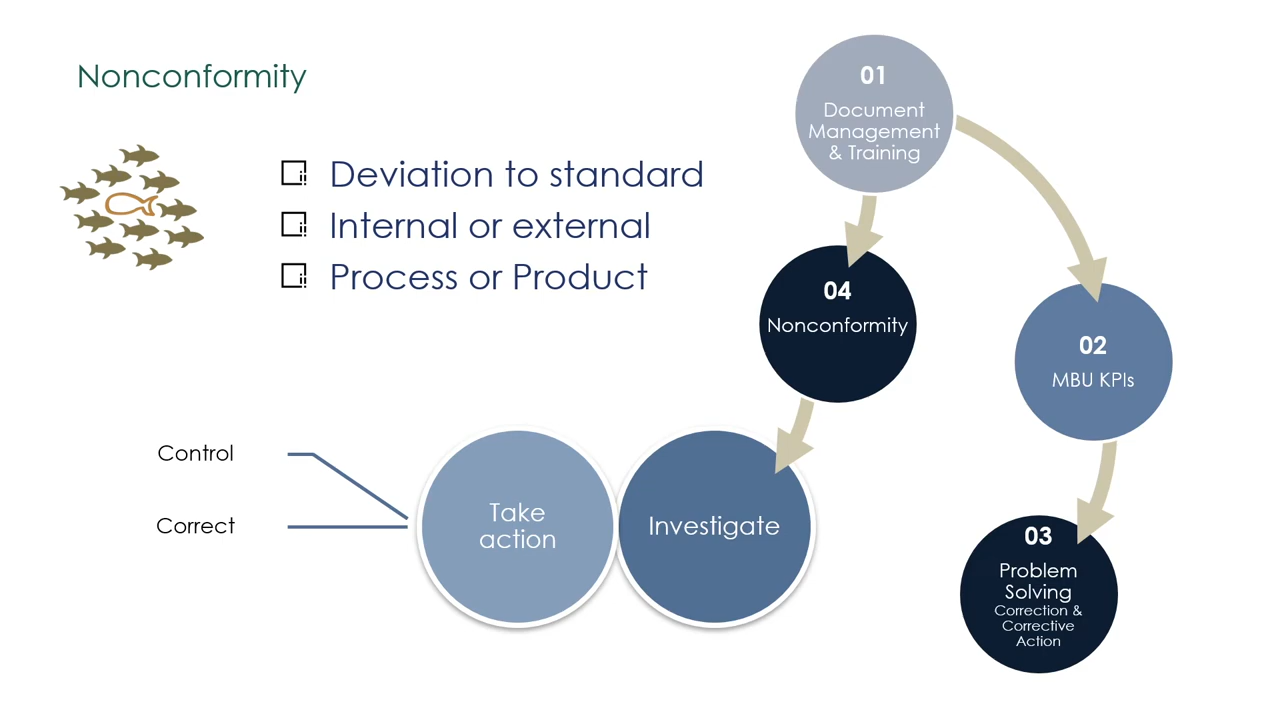 Nonconformity
Deviation to standard
Internal or external
Process or Product
01
Document
Management
& Training
04
Nonconformity
02
MBU KPIs
Control
Correct
Take
action
Investigate
03
Problem
Solving
Correction &
Corrective
Action